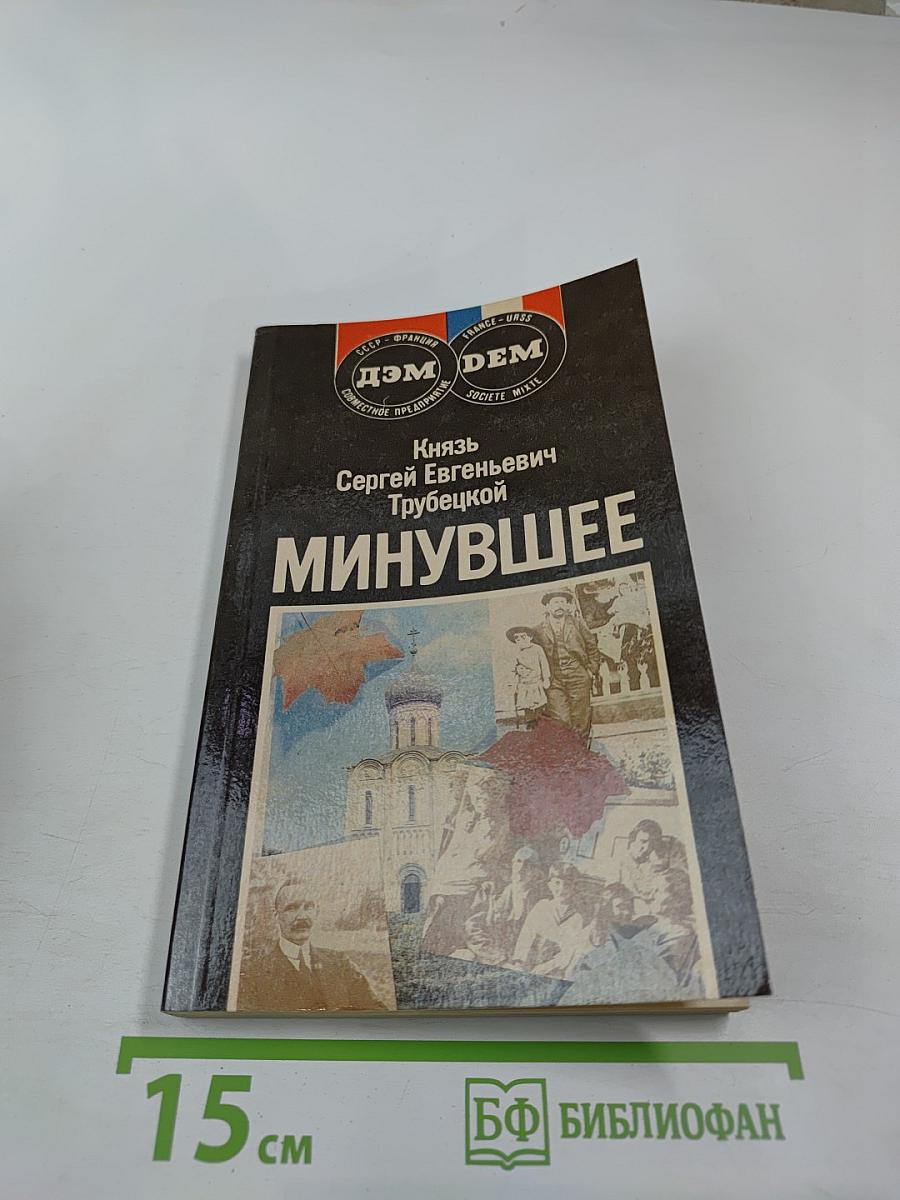 СССР - ФРАНЦИЯ
ДЭМ
СОВМЕСТНОЕ ПРЕДПРИЯТИЕ
FRANCE - URSS
DEM
SOCIETE MIXTE
Князь
Сергей Евгеньевич
Трубецкой
МИНУВШЕЕ
15 см
БФ БИБЛИОФАН